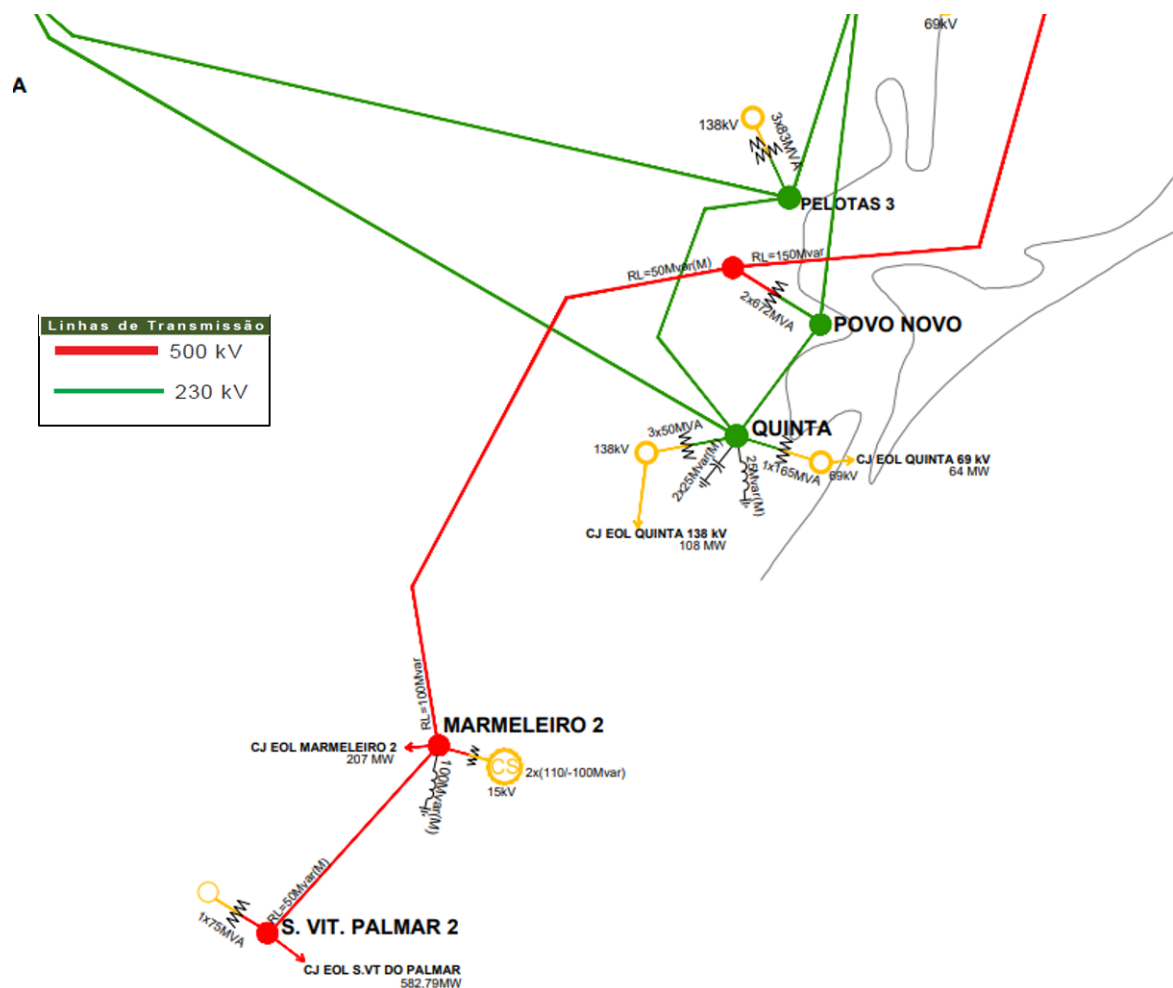 69kV
A
138kV
3x83MVA
PELOTAS 3
RL=50Mvar(M)
RL=150Mvar
2x672MVA
POVO NOVO
Linhas de Transmissão
500 kV
230 kV
QUINTA
3x50MVA
138kV
2x25Mvar(M)
25Mvar(M)
1x165MVA
69kV
CJ EOL QUINTA 69 kV
64 MW
CJ EOL QUINTA 138 kV
108 MW
RL=100Mvar
MARMELEIRO 2
CJ EOL MARMELEIRO 2
207 MW
CS
2x(110/-100Mvar)
15kV
100Mvar(M)
RL=50Mvar(M)
1x75MVA
S. VIT. PALMAR 2
CJ EOL S.VT DO PALMAR
582.79MW